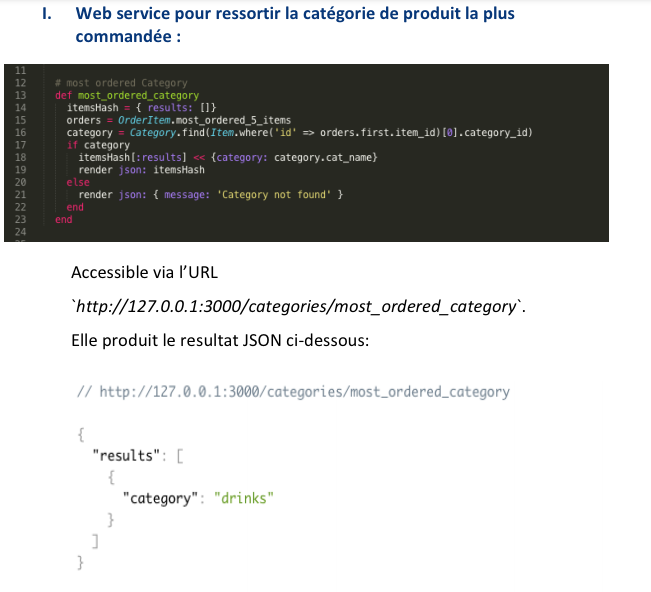 I. Web service pour ressortir la catégorie de produit la plus
commandée :
11
12 # most ordered Category
13 def most_ordered_category
14 itemsHash = { results: []}
15 orders = OrderItem.most_ordered_5_items
16 category = Category.find(Item.where('id' => orders.first.item_id)[0].category_id)
17 if category
18 itemsHash[:results] << {category: category.cat_name}
19 render json: itemsHash
20 else
21 render json: { message: 'Category not found' }
22 end
23 end
24
Accessible via l’URL
`http://127.0.0.1:3000/categories/most_ordered_category`.
Elle produit le resultat JSON ci-dessous:
// http://127.0.0.1:3000/categories/most_ordered_category
{
"results": [
{
"category": "drinks"
}
]
}